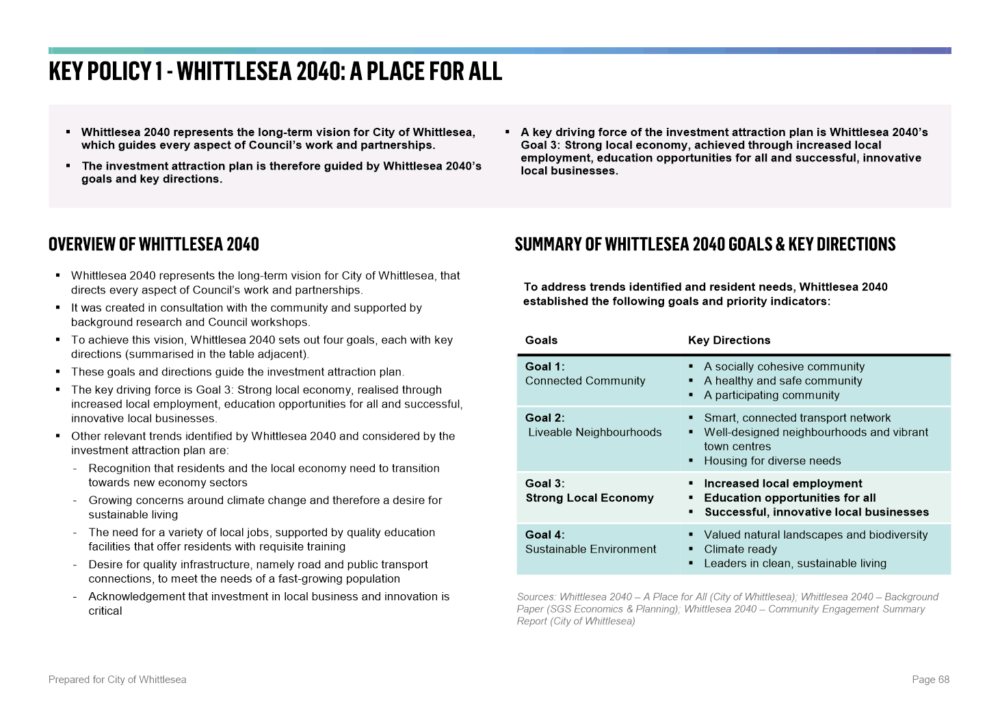 KEY POLICY 1 - WHITTLESEA 2040: A PLACE FOR ALL
▪ Whittlesea 2040 represents the long-term vision for City of Whittlesea,
which guides every aspect of Council's work and partnerships.
▪ The investment attraction plan is therefore guided by Whittlesea 2040's
goals and key directions.
▪ A key driving force of the investment attraction plan is Whittlesea 2040's
Goal 3: Strong local economy, achieved through increased local
employment, education opportunities for all and successful, innovative
local businesses.
OVERVIEW OF WHITTLESEA 2040
▪ Whittlesea 2040 represents the long-term vision for City of Whittlesea, that
directs every aspect of Council's work and partnerships.
▪ It was created in consultation with the community and supported by
background research and Council workshops.
▪ To achieve this vision, Whittlesea 2040 sets out four goals, each with key
directions (summarised in the table adjacent).
▪ These goals and directions guide the investment attraction plan.
▪ The key driving force is Goal 3: Strong local economy, realised through
increased local employment, education opportunities for all and successful,
innovative local businesses.
▪ Other relevant trends identified by Whittlesea 2040 and considered by the
investment attraction plan are:
- Recognition that residents and the local economy need to transition
towards new economy sectors
- Growing concerns around climate change and therefore a desire for
sustainable living
- The need for a variety of local jobs, supported by quality education
facilities that offer residents with requisite training
- Desire for quality infrastructure, namely road and public transport
connections, to meet the needs of a fast-growing population
- Acknowledgement that investment in local business and innovation is
critical
SUMMARY OF WHITTLESEA 2040 GOALS & KEY DIRECTIONS
To address trends identified and resident needs, Whittlesea 2040
established the following goals and priority indicators:
Goals Key Directions
Goal 1:
Connected Community
▪ A socially cohesive community
▪ A healthy and safe community
▪ A participating community
Goal 2:
Liveable Neighbourhoods
▪ Smart, connected transport network
▪ Well-designed neighbourhoods and vibrant
town centres
▪ Housing for diverse needs
Goal 3:
Strong Local Economy
▪ Increased local employment
▪ Education opportunities for all
▪ Successful, innovative local businesses
Goal 4:
Sustainable Environment
▪ Valued natural landscapes and biodiversity
▪ Climate ready
▪ Leaders in clean, sustainable living
Sources: Whittlesea 2040 – A Place for All (City of Whittlesea); Whittlesea 2040 – Background
Paper (SGS Economics & Planning); Whittlesea 2040 – Community Engagement Summary
Report (City of Whittlesea)
Prepared for City of Whittlesea
Page 68